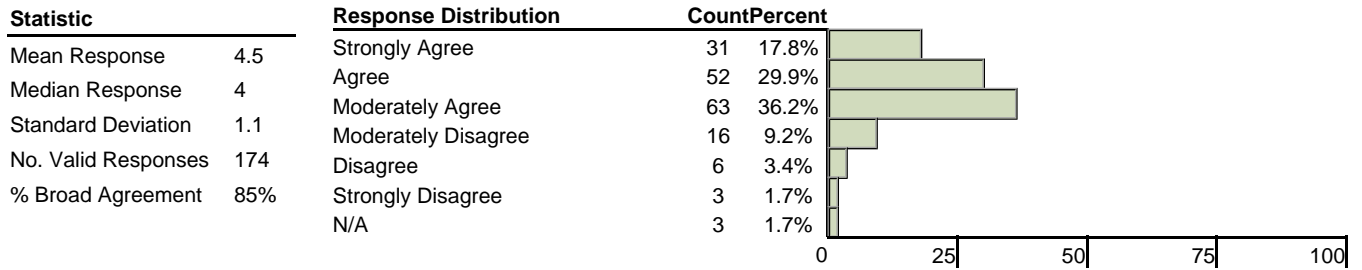 Statistic
Mean Response 4.5
Median Response 4
Standard Deviation 1.1
No. Valid Responses 174
% Broad Agreement 85%
Response Distribution CountPercent
Strongly Agree 31 17.8%
Agree 52 29.9%
Moderately Agree 63 36.2%
Moderately Disagree 16 9.2%
Disagree 6 3.4%
Strongly Disagree 3 1.7%
N/A 3 1.7%
0 25 50 75 100